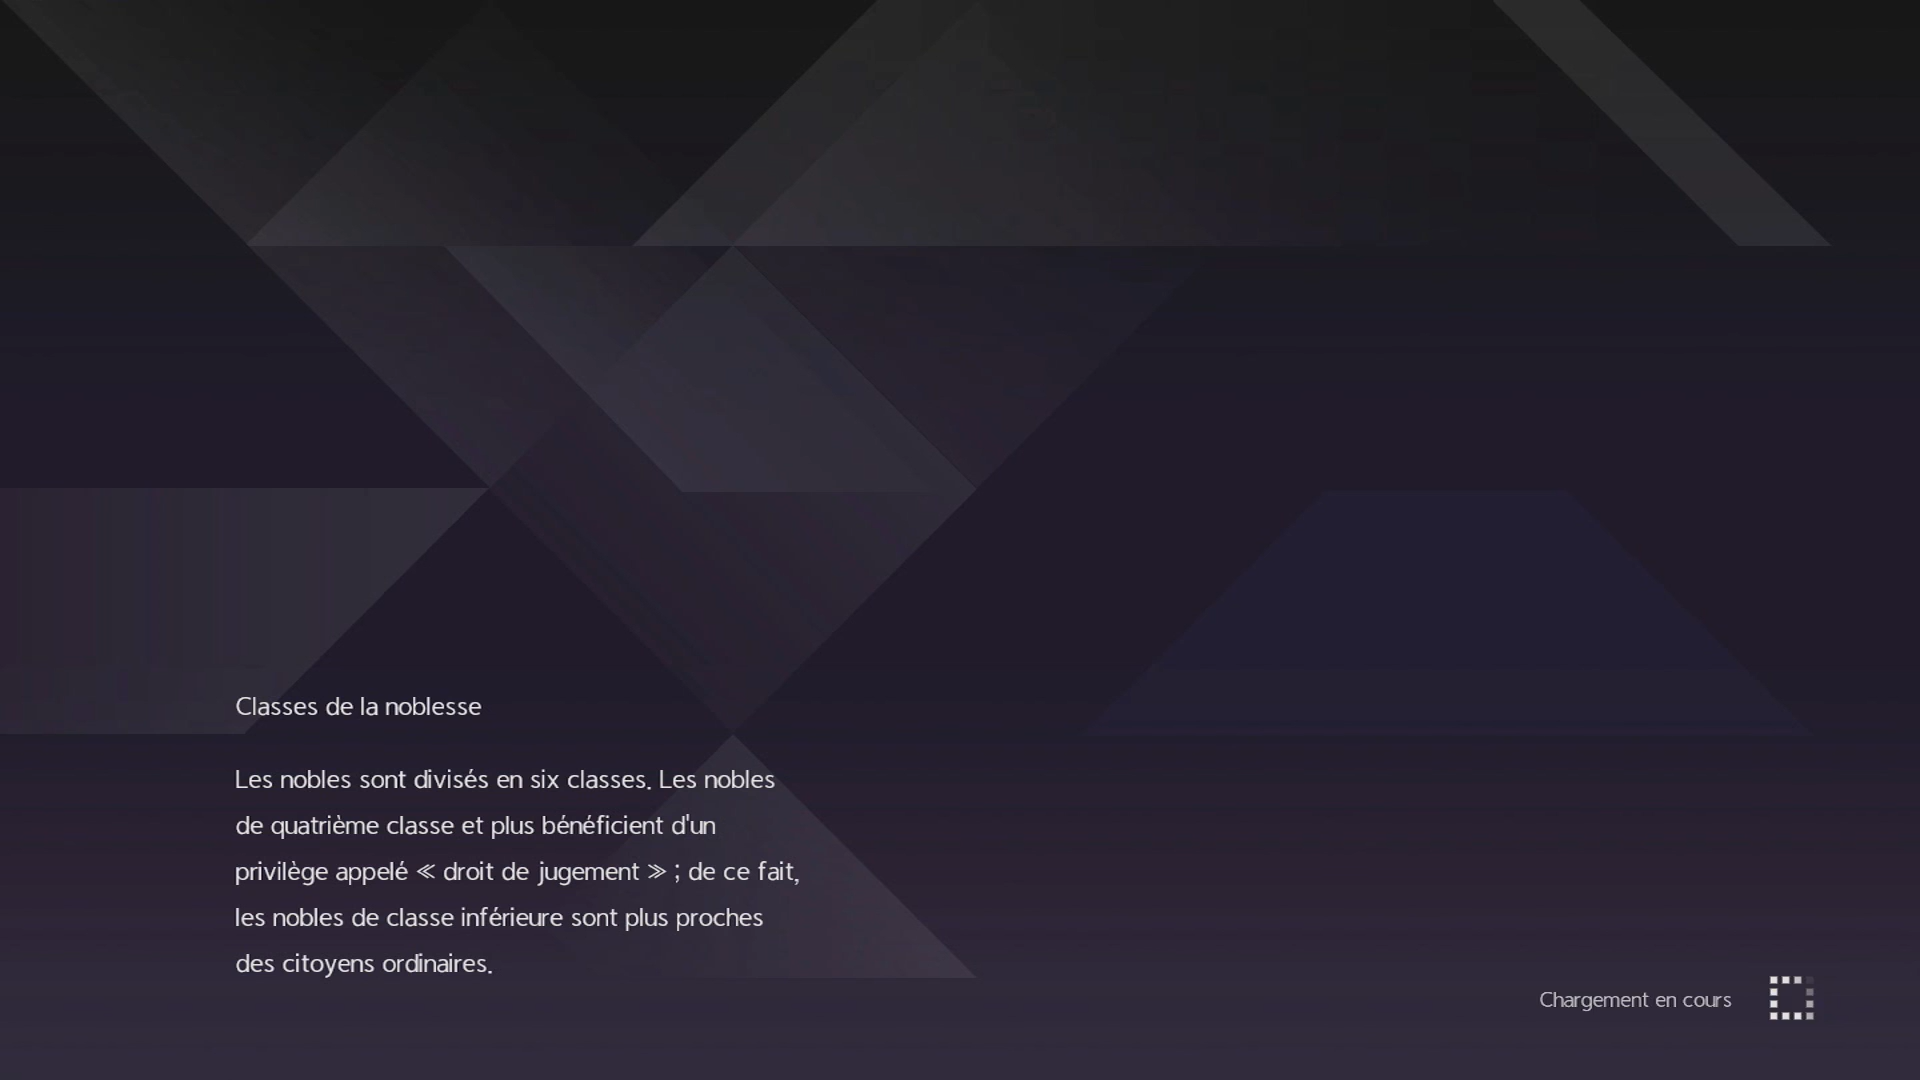 Classes de la noblesse
Les nobles sont divisés en six classes. Les nobles
de quatrième classe et plus bénéficient d'un
privilège appelé « droit de jugement » ; de ce fait,
les nobles de classe inférieure sont plus proches
des citoyens ordinaires.
Chargement en cours